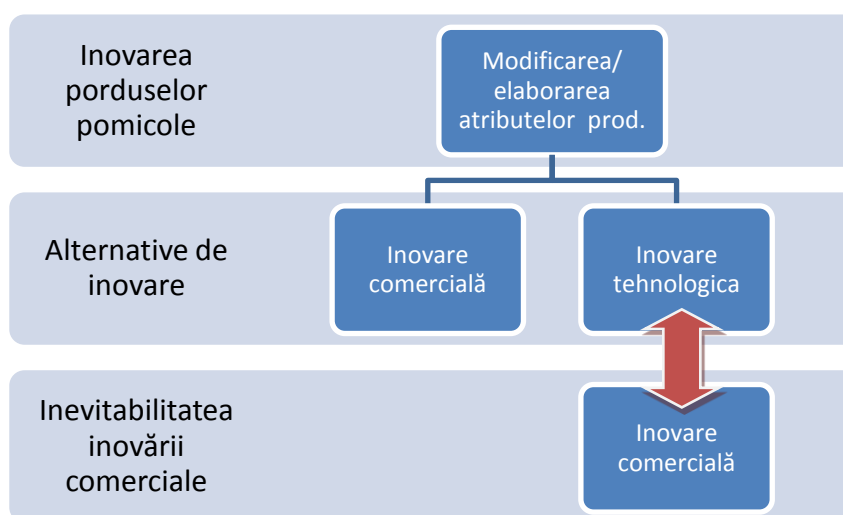 Inovarea
porduselor
pomicole
Modificarea/
elaborarea
atributelor prod.
Alternative de
inovare
Inovare
comercială
Inovare
tehnologica
Inevitabilitatea
inovării
comerciale
Inovare
comercială